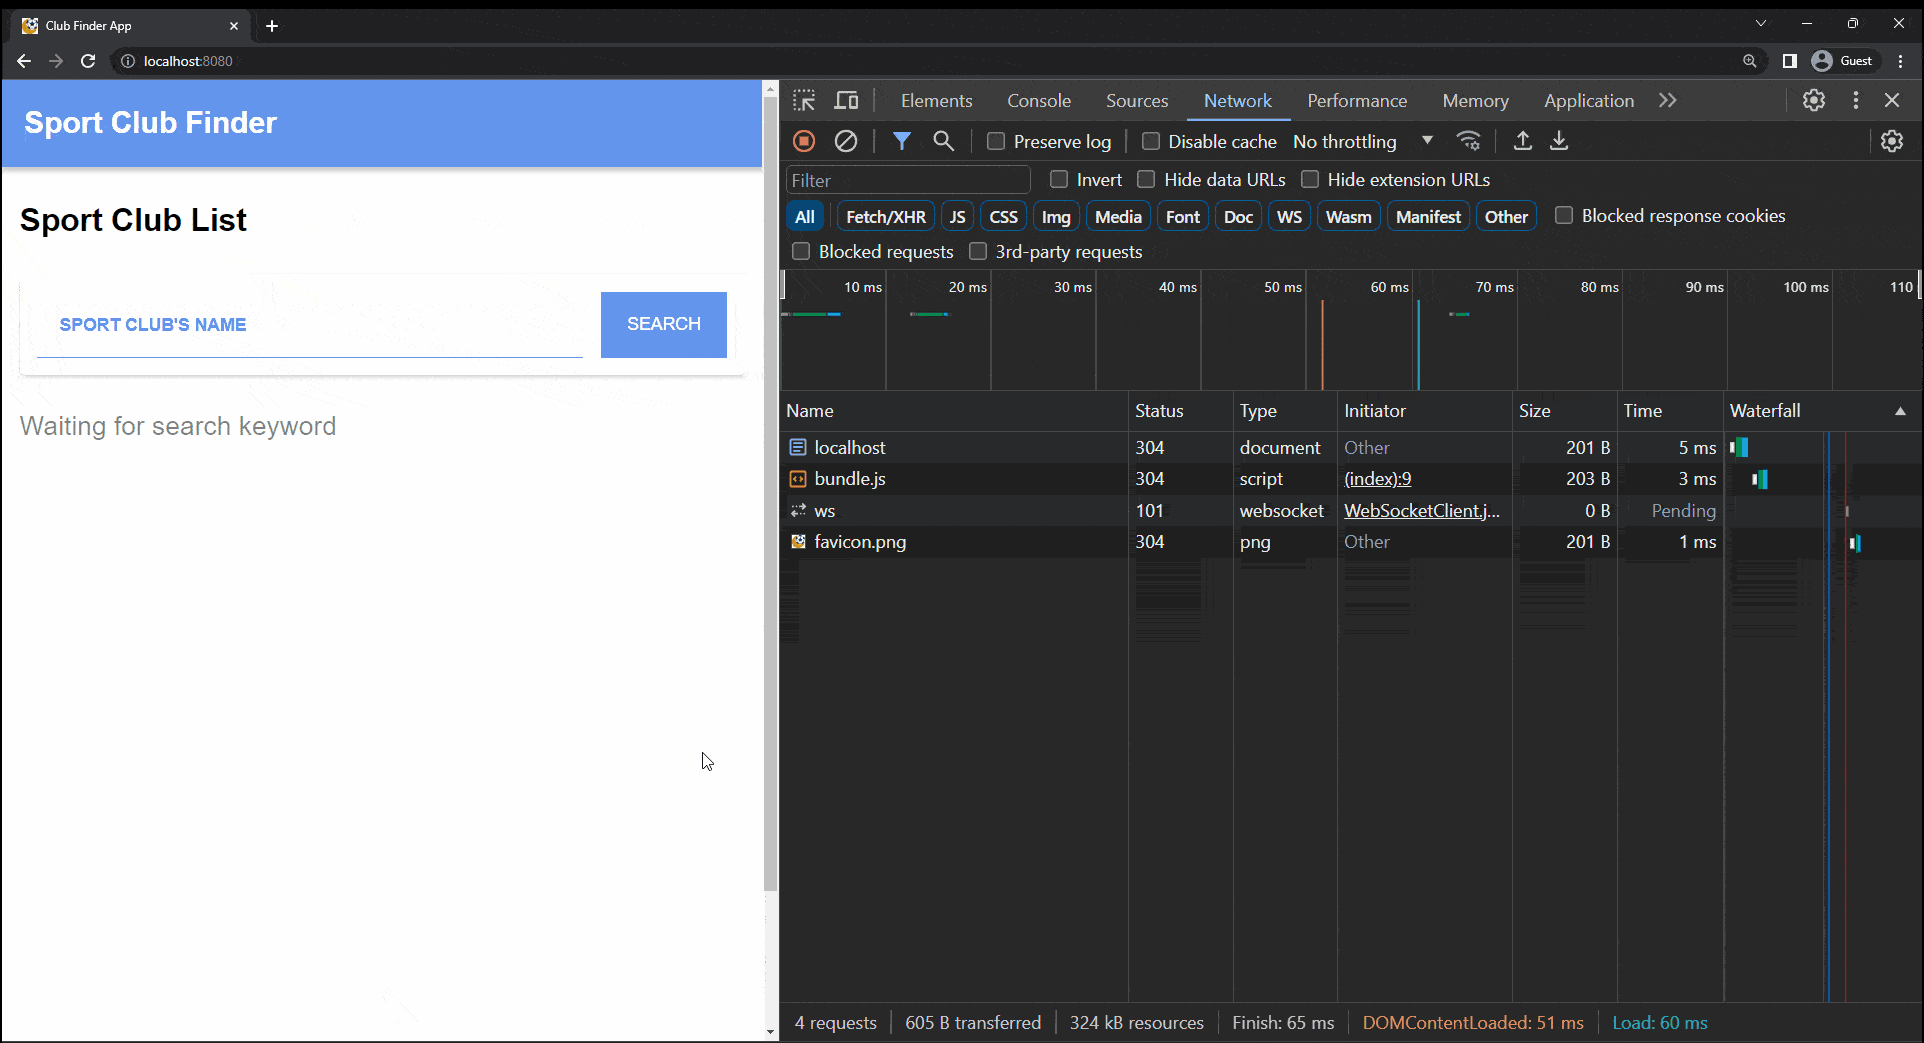 Club Finder App
localhost:8080
Guest
Sport Club Finder
Sport Club List
SPORT CLUB'S NAME
SEARCH
Waiting for search keyword
Elements Console Sources Network Performance Memory Application
Preserve log Disable cache No throttling
Filter Invert Hide data URLs Hide extension URLs
All Fetch/XHR JS CSS Img Media Font Doc WS Wasm Manifest Other Blocked response cookies
Blocked requests 3rd-party requests
10 ms 20 ms 30 ms 40 ms 50 ms 60 ms 70 ms 80 ms 90 ms 100 ms 110
Name Status Type Initiator Size Time Waterfall
localhost 304 document Other 201 B 5 ms
bundle.js 304 script (index):9 203 B 3 ms
ws 101 websocket WebSocketClient.j... 0 B Pending
favicon.png 304 png Other 201 B 1 ms
4 requests 605 B transferred 324 kB resources Finish: 65 ms DOMContentLoaded: 51 ms Load: 60 ms